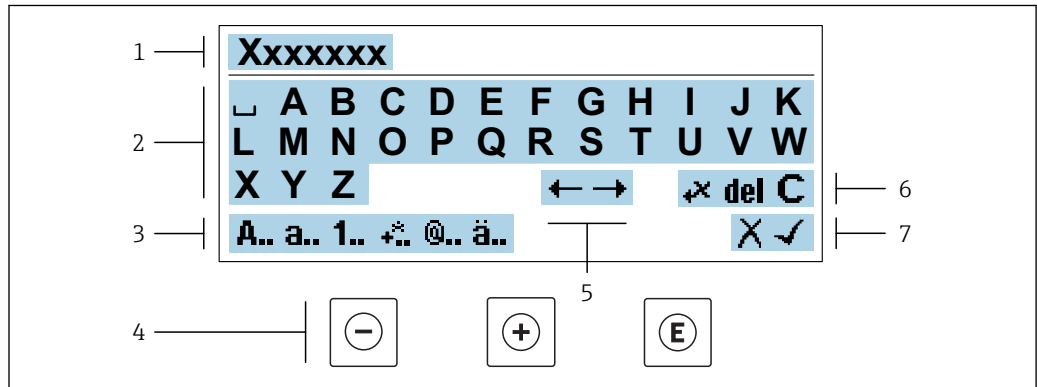 1 Xxxxxxx
␣ A B C D E F G H I J K
2 L M N O P Q R S T U V W
X Y Z ← → ↵x del C 6
3 A.. a.. 1.. +×.. @.. ä.. X ✓ 7
5
4 − + E